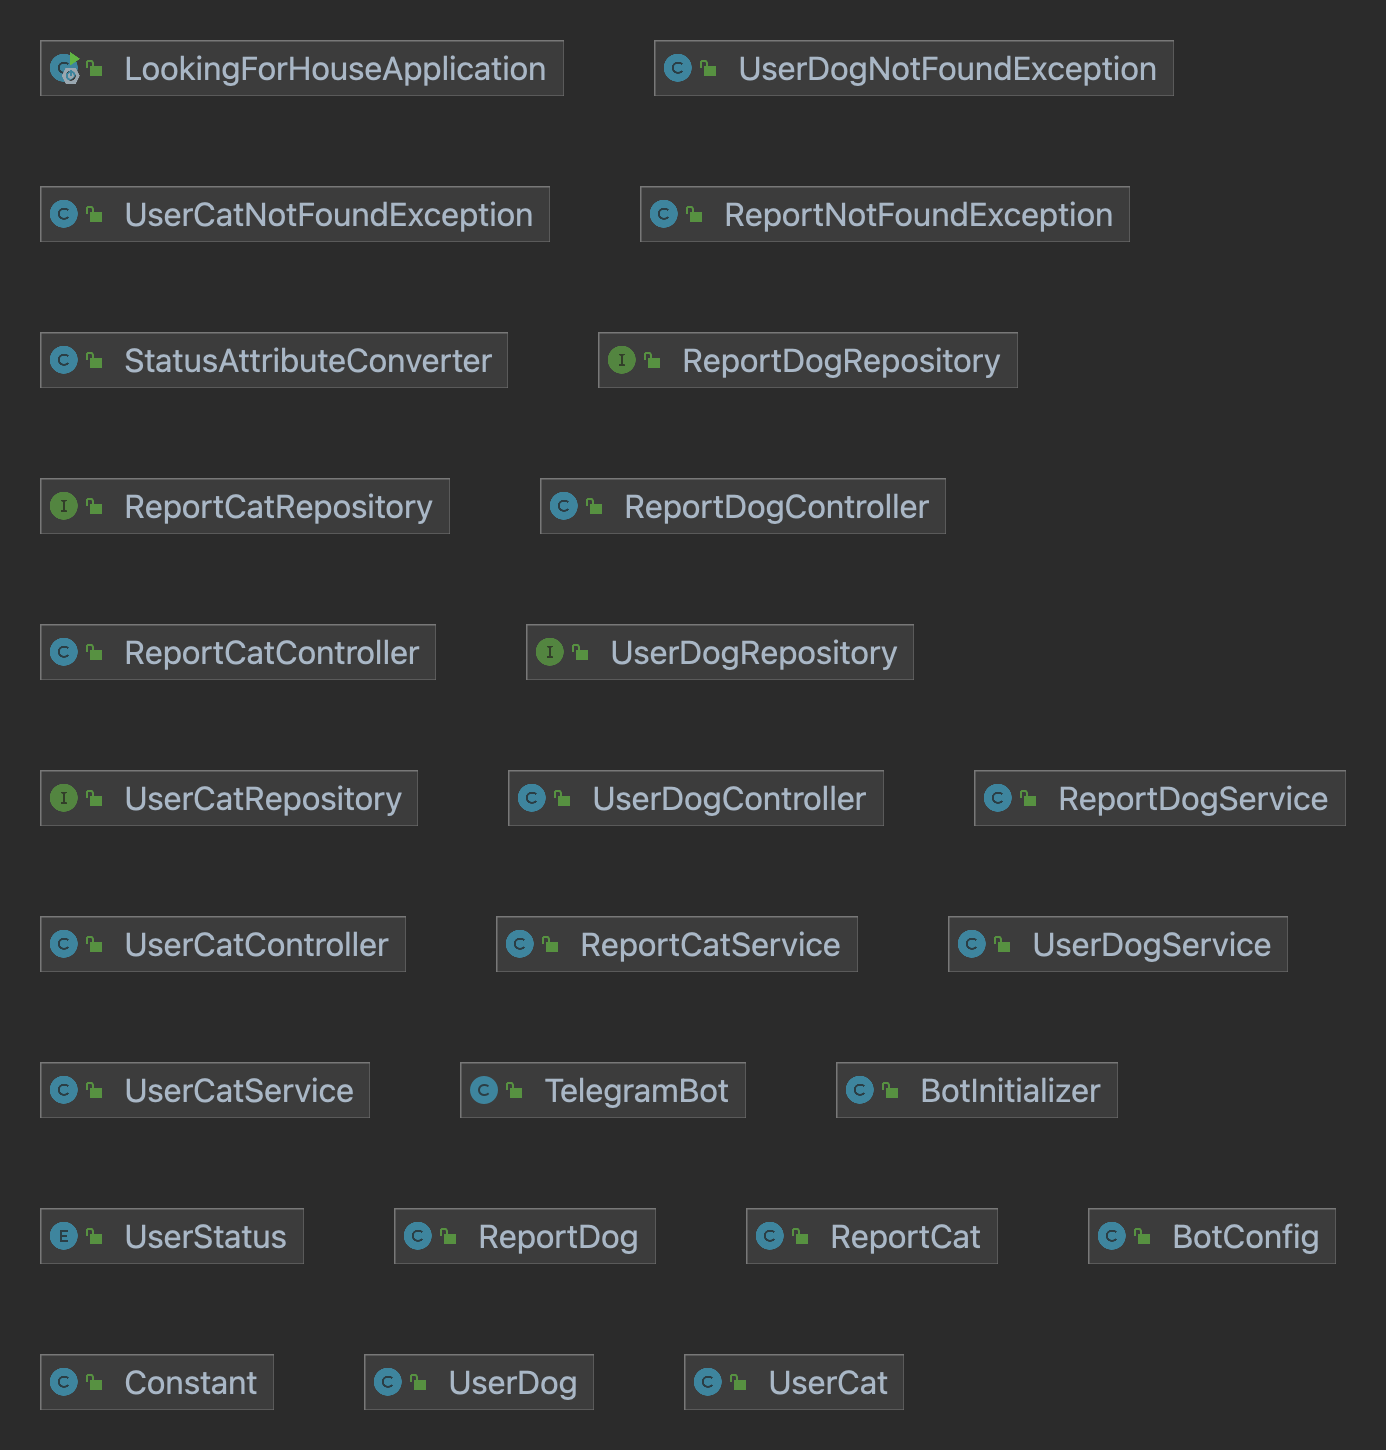 LookingForHouseApplication UserDogNotFoundException
UserCatNotFoundException ReportNotFoundException
StatusAttributeConverter ReportDogRepository
ReportCatRepository ReportDogController
ReportCatController UserDogRepository
UserCatRepository UserDogController ReportDogService
UserCatController ReportCatService UserDogService
UserCatService TelegramBot BotInitializer
UserStatus ReportDog ReportCat BotConfig
Constant UserDog UserCat